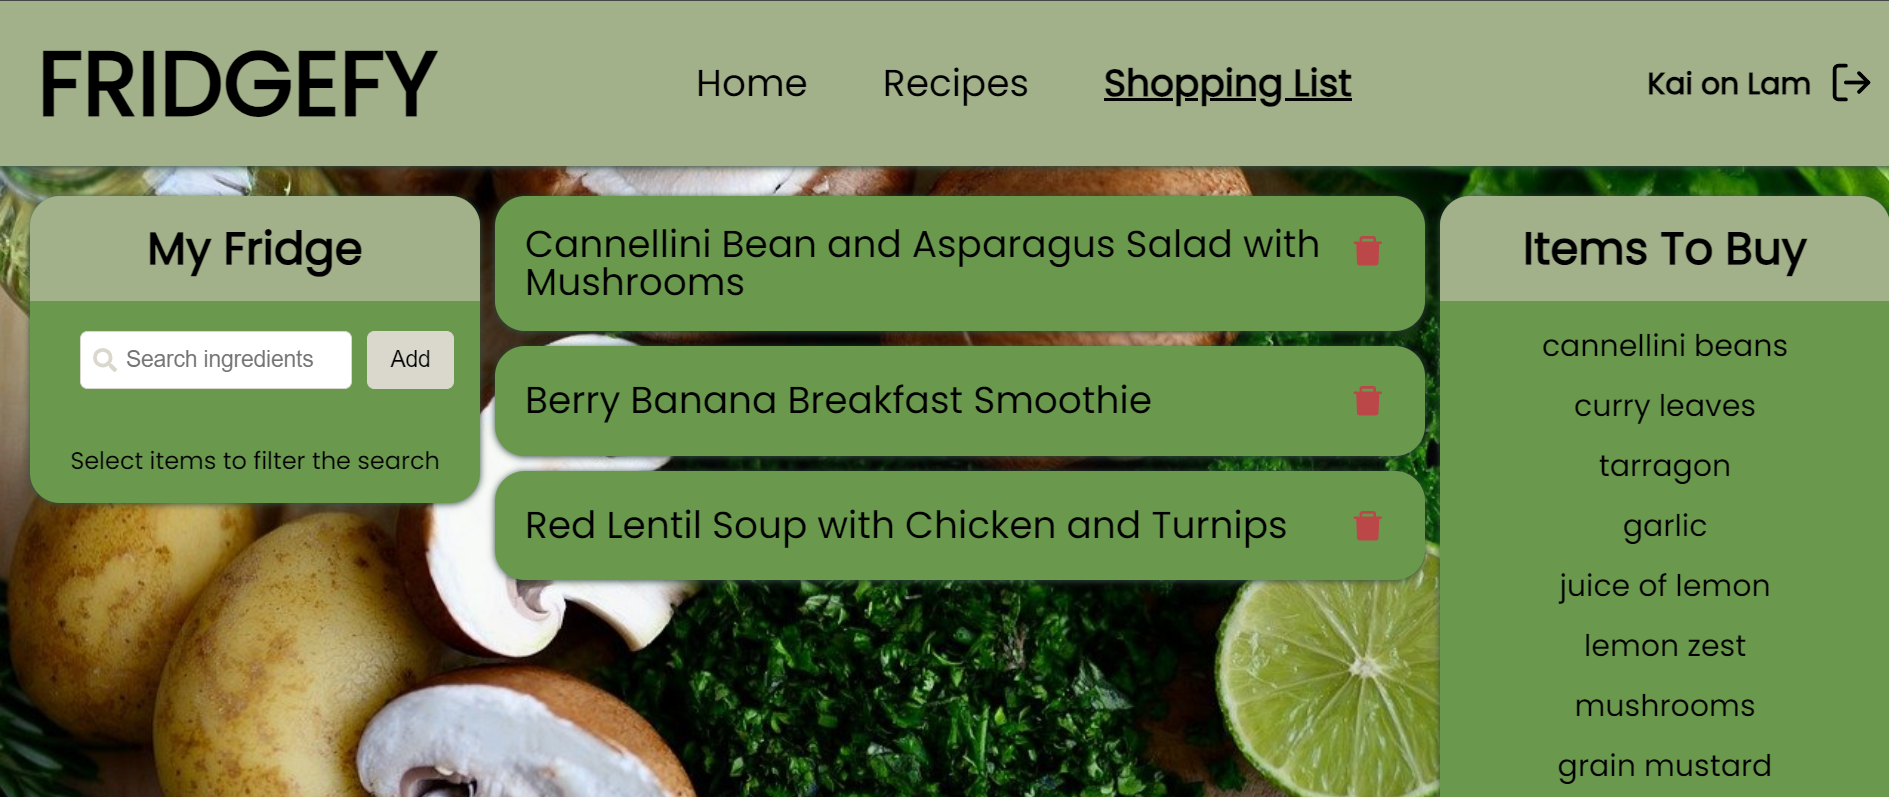 FRIDGEFY
Home
Recipes
Shopping List
Kai on Lam
My Fridge
Search ingredients
Add
Select items to filter the search
Cannellini Bean and Asparagus Salad with
Mushrooms
Berry Banana Breakfast Smoothie
Red Lentil Soup with Chicken and Turnips
Items To Buy
cannellini beans
curry leaves
tarragon
garlic
juice of lemon
lemon zest
mushrooms
grain mustard